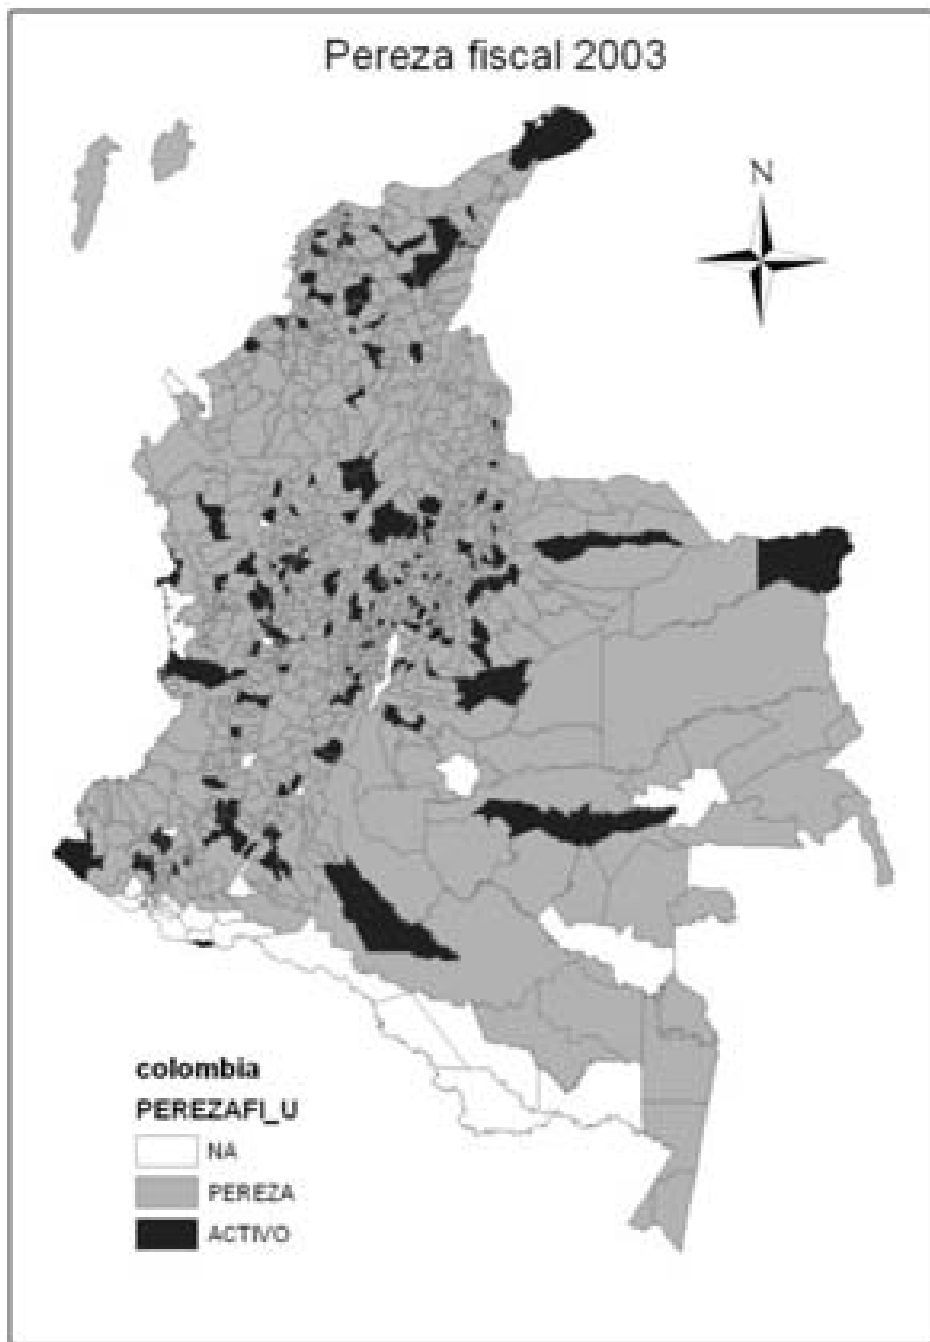 Pereza fiscal 2003
N
colombia
PEREZAFI_U
NA
PEREZA
ACTIVO